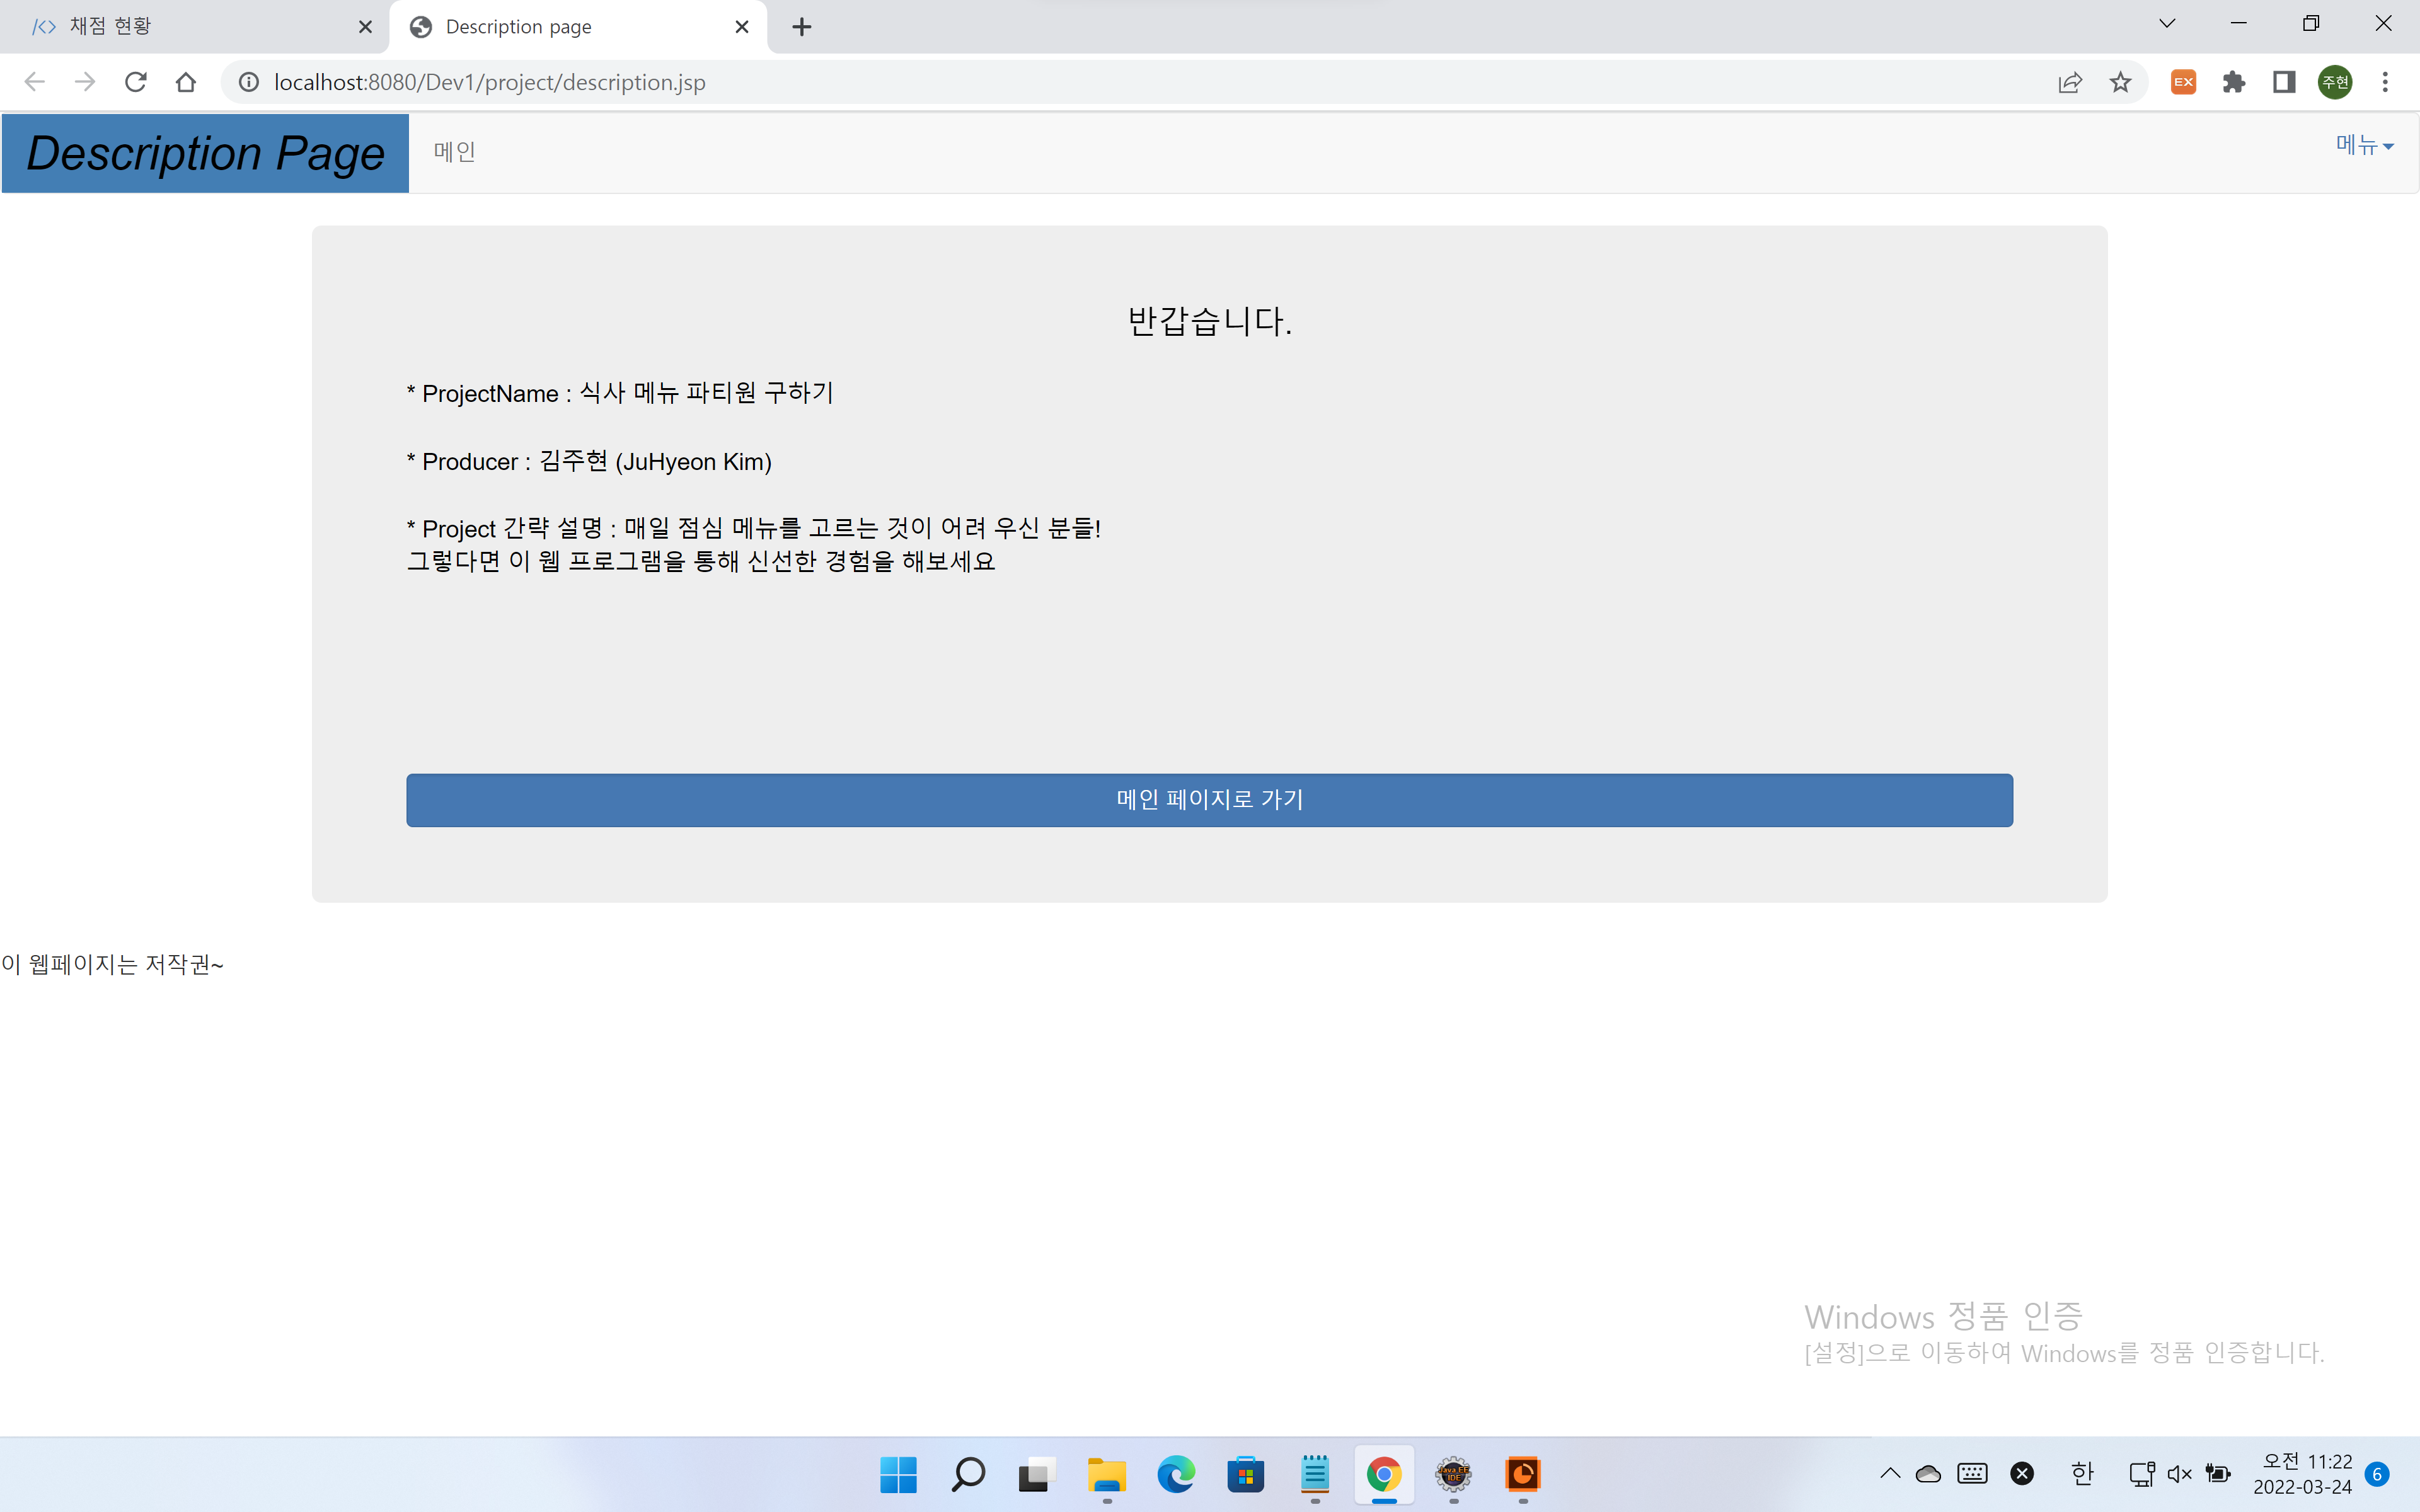 채점 현황
Description page
localhost:8080/Dev1/project/description.jsp
EX
주현
Description Page
메인
메뉴
반갑습니다.
* ProjectName : 식사 메뉴 파티원 구하기
* Producer : 김주현 (JuHyeon Kim)
* Project 간략 설명 : 매일 점심 메뉴를 고르는 것이 어려 우신 분들!
그렇다면 이 웹 프로그램을 통해 신선한 경험을 해보세요
메인 페이지로 가기
이 웹페이지는 저작권~
Windows 정품 인증
[설정]으로 이동하여 Windows를 정품 인증합니다.
Java EE
IDE
한
오전 11:22
2022-03-24
6